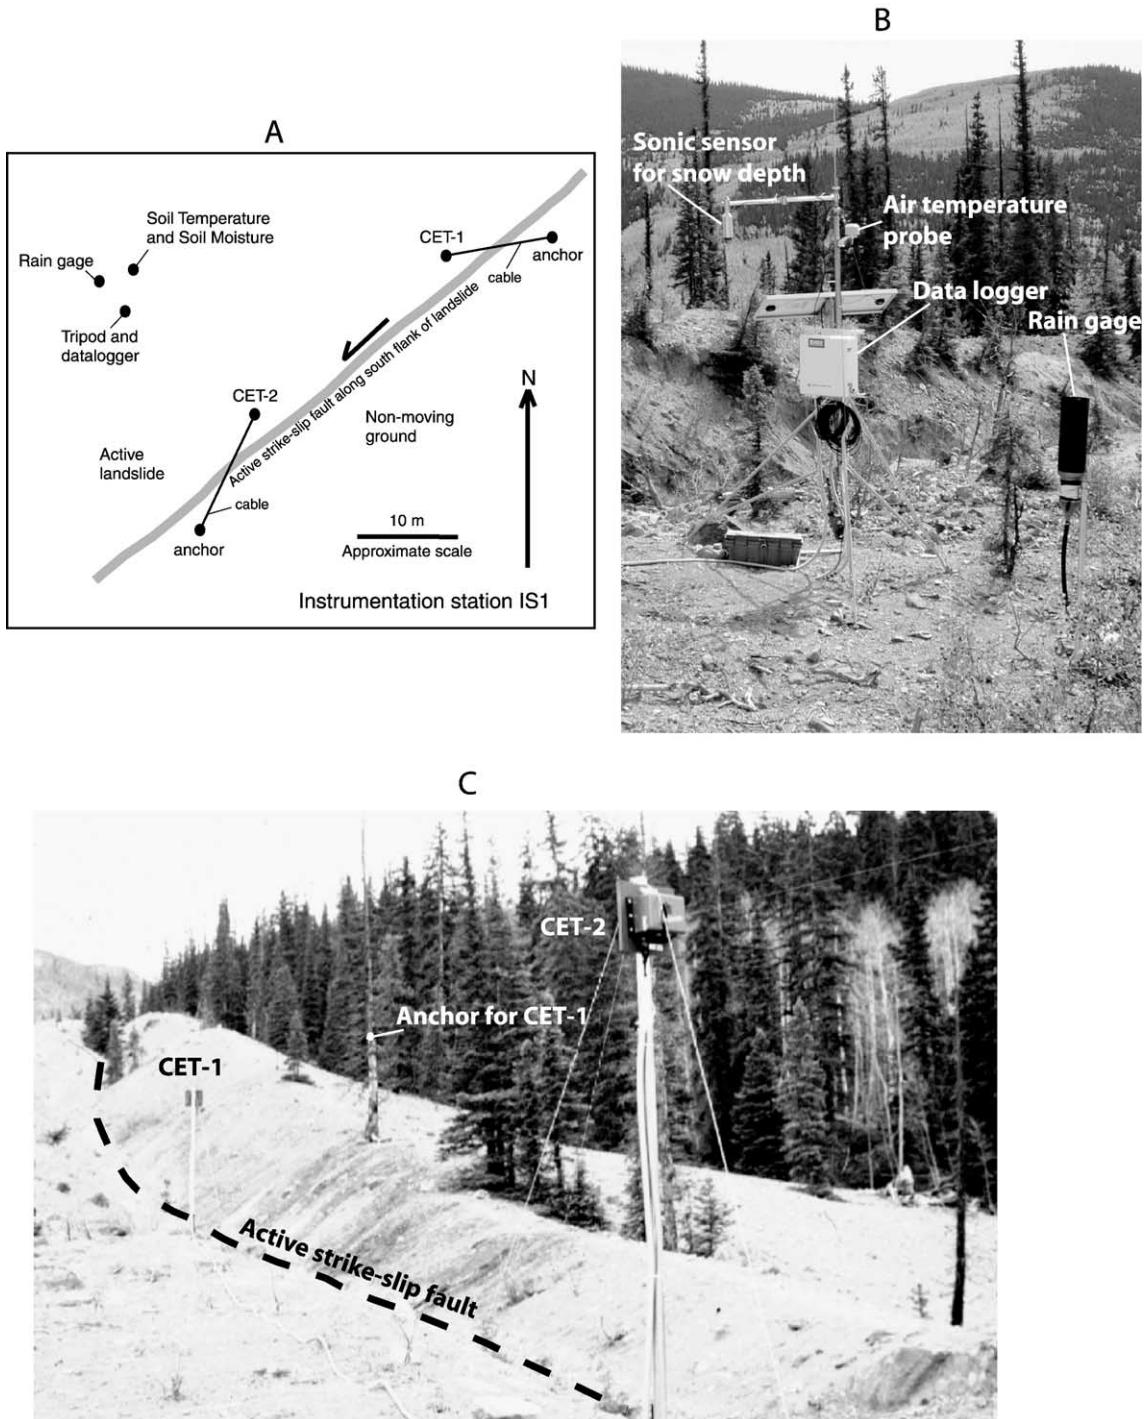 A
Soil Temperature
and Soil Moisture
Rain gage
Tripod and
datalogger
CET-1
anchor
cable
Active strike-slip fault along south flank of landslide
CET-2
N
Non-moving
ground
Active
landslide
cable
anchor
10 m
Approximate scale
Instrumentation station IS1
B
Sonic sensor
for snow depth
Air temperature
probe
Data logger
Rain gage
C
CET-2
Anchor for CET-1
CET-1
Active strike-slip fault